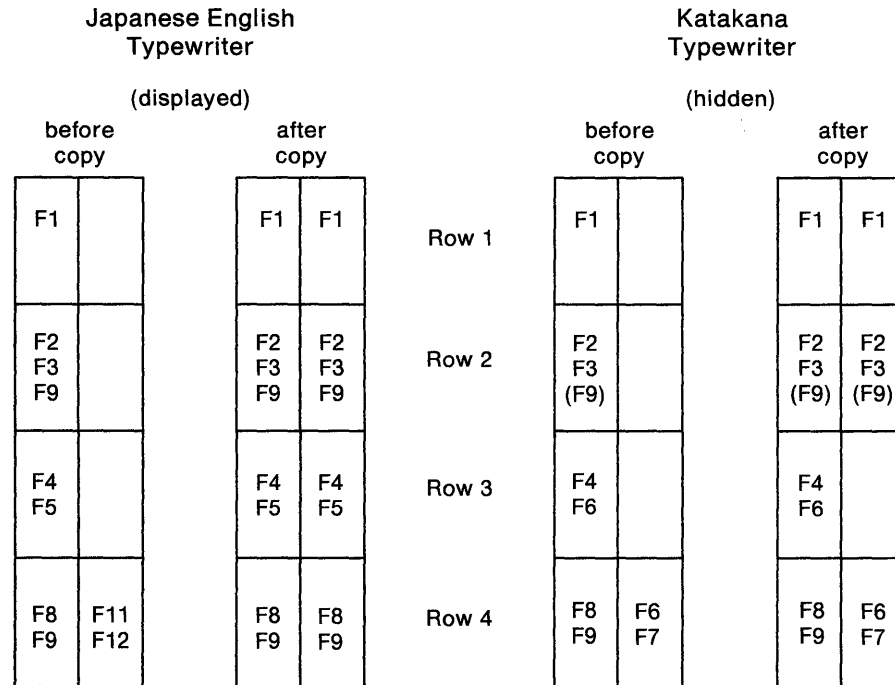 Japanese English
Typewriter
(displayed)
before
copy
after
copy
Katakana
Typewriter
(hidden)
before
copy
after
copy
F1
F1 F1
Row 1
F1
F1 F1
F2
F3
F9
F2 F2
F3 F3
F9 F9
Row 2
F2
F3
(F9)
F2 F2
F3 F3
(F9) (F9)
F4
F5
F4 F4
F5 F5
Row 3
F4
F6
F4
F6
F8 F11
F9 F12
F8 F8
F9 F9
Row 4
F8 F6
F9 F7
F8 F6
F9 F7